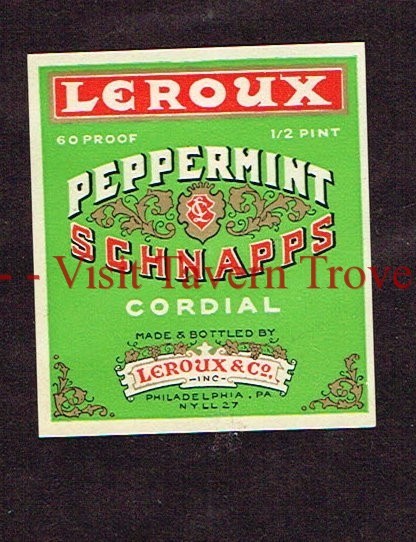 LEROUX
60 PROOF 1/2 PINT
PEPPERMINT
SCHNAPPS
- - Visit Tavern Trove
CORDIAL
MADE & BOTTLED BY
LEROUX & CO.
-INC-
PHILADELPHIA, PA.
NYLL 27